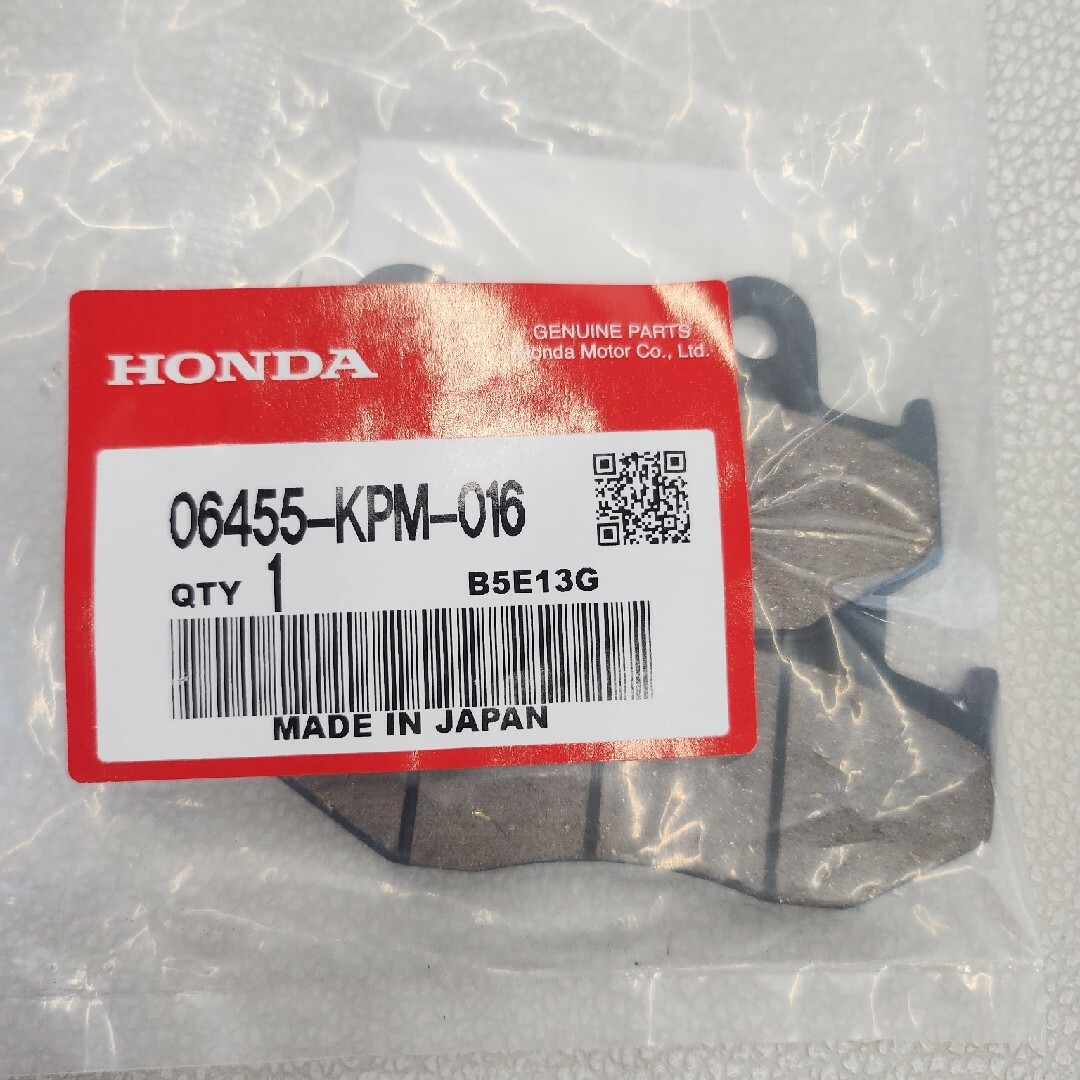 HONDA
GENUINE PARTS
Honda Motor Co., Ltd.
06455-KPM-016
QTY 1
B5E13G
MADE IN JAPAN